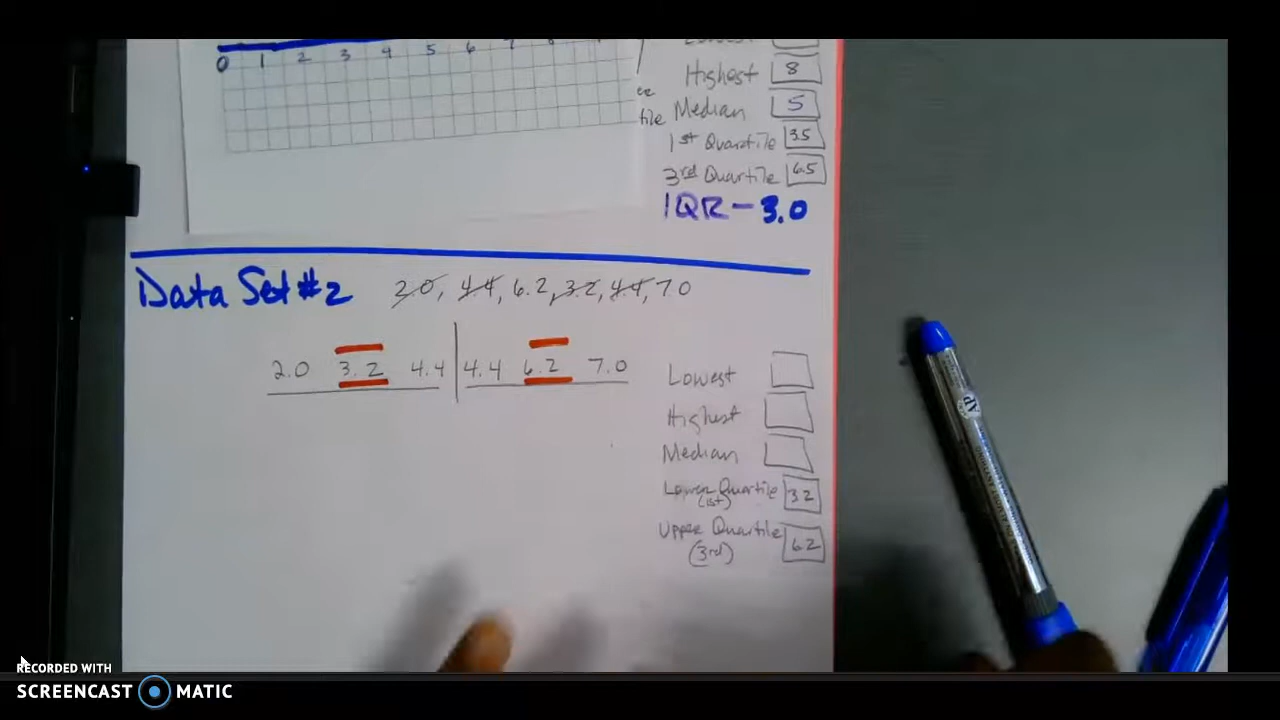 0 1 2 3 4 5 6
Highest 8
Median 5
1st Quartile 3.5
3rd Quartile 6.5
IQR - 3.0
Data Set #2 2.0, 4.4, 6.2, 3.2, 4.4, 7.0
2.0 3.2 4.4 4.4 6.2 7.0
Lowest
Highest
Median
Lower Quartile 3.2
(1st)
Upper Quartile 6.2
(3rd)
AP
RECORDED WITH
SCREENCAST MATIC